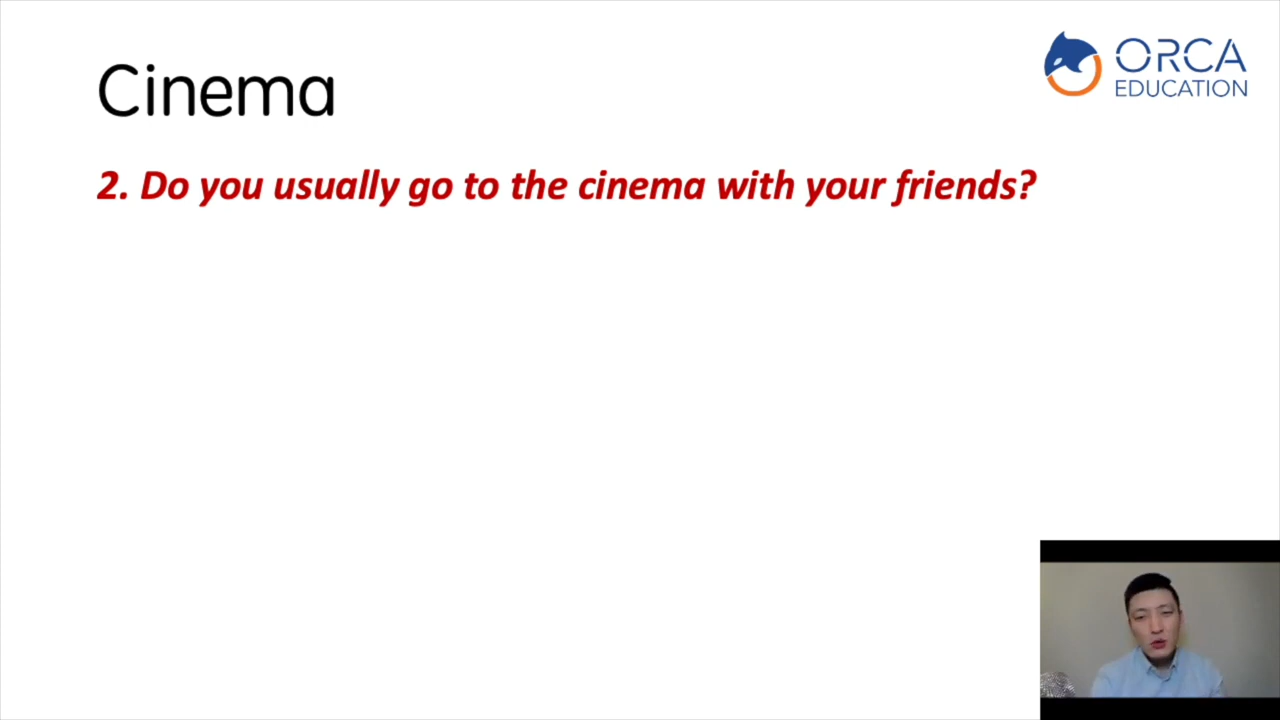 Cinema
ORCA
EDUCATION
2. Do you usually go to the cinema with your friends?